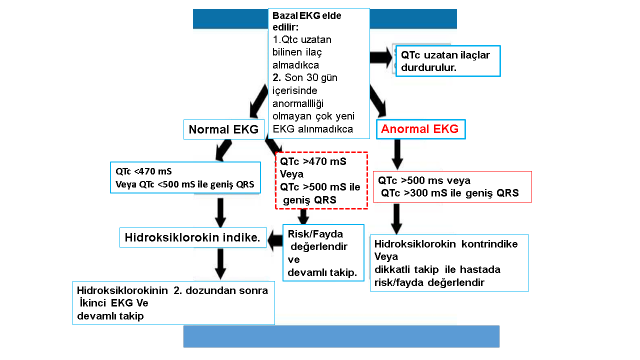 Bazal EKG elde
edilir:
1.Qtc uzatan
bilinen ilaç
almadıkca
2. Son 30 gün
içerisinde
anormallliği
olmayan çok yeni
EKG alınmadıkca
QTc uzatan ilaçlar
durdurulur.
Normal EKG
Anormal EKG
QTc <470 mS
Veya QTc <500 mS ile geniş QRS
QTc >470 mS
Veya
QTc >500 mS ile
geniş QRS
QTc >500 ms veya
QTc >300 mS ile geniş QRS
Hidroksiklorokin indike.
Risk/Fayda
değerlendir
ve
devamlı takip.
Hidroksiklorokin kontrindike
Veya
dikkatli takip ile hastada
risk/fayda değerlendir
Hidroksiklorokinin 2. dozundan sonra
İkinci EKG Ve
devamlı takip